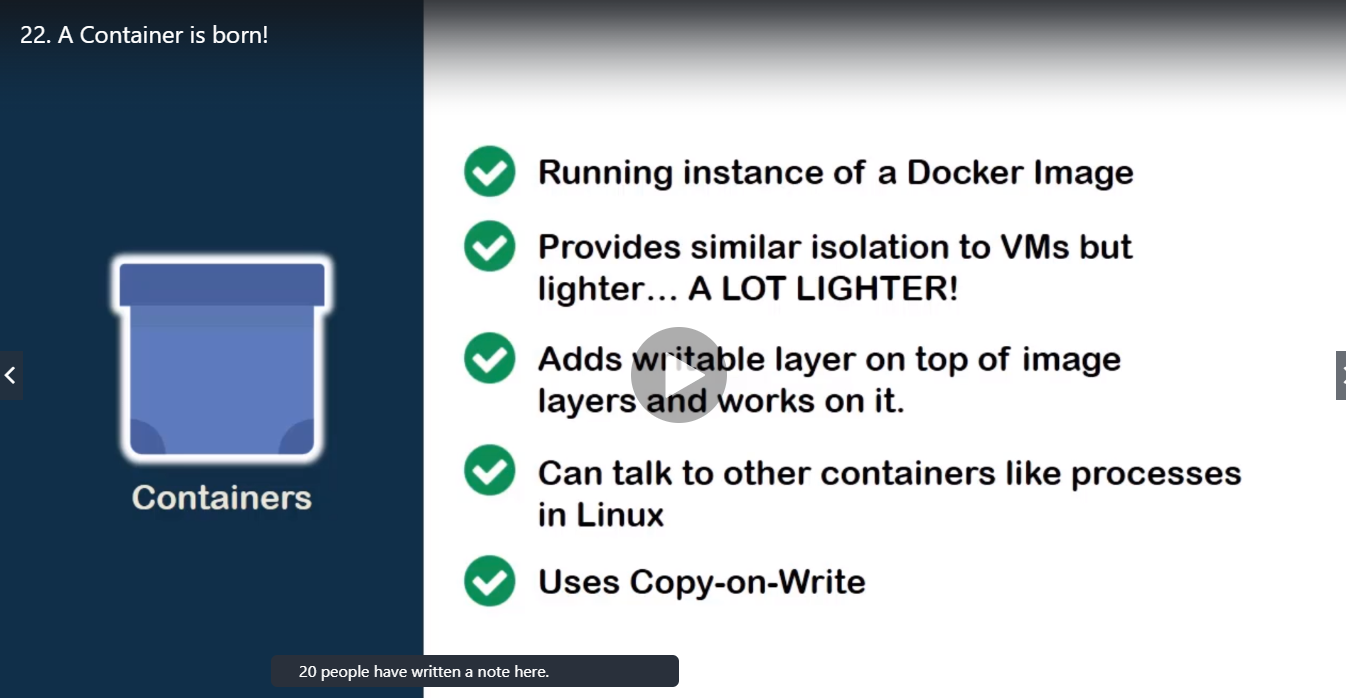 22. A Container is born!
Running instance of a Docker Image
Provides similar isolation to VMs but
lighter... A LOT LIGHTER!
Adds writable layer on top of image
layers and works on it.
Can talk to other containers like processes
in Linux
Uses Copy-on-Write
Containers
20 people have written a note here.